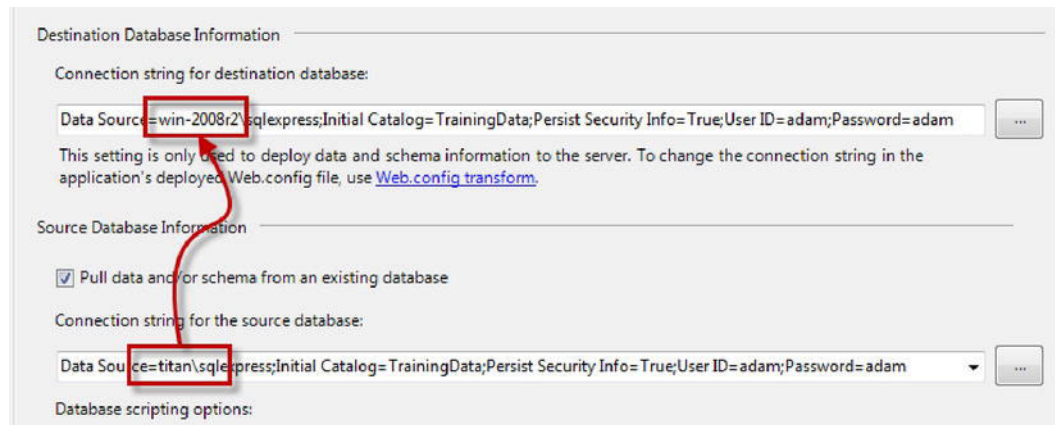 Destination Database Information
Connection string for destination database:
Data Source=win-2008r2\sqlexpress;Initial Catalog=TrainingData;Persist Security Info=True;User ID=adam;Password=adam
...
This setting is only used to deploy data and schema information to the server. To change the connection string in the
application's deployed Web.config file, use Web.config transform.
Source Database Information
Pull data and/or schema from an existing database
Connection string for the source database:
Data Source=titan\sqlexpress;Initial Catalog=TrainingData;Persist Security Info=True;User ID=adam;Password=adam
...
Database scripting options: